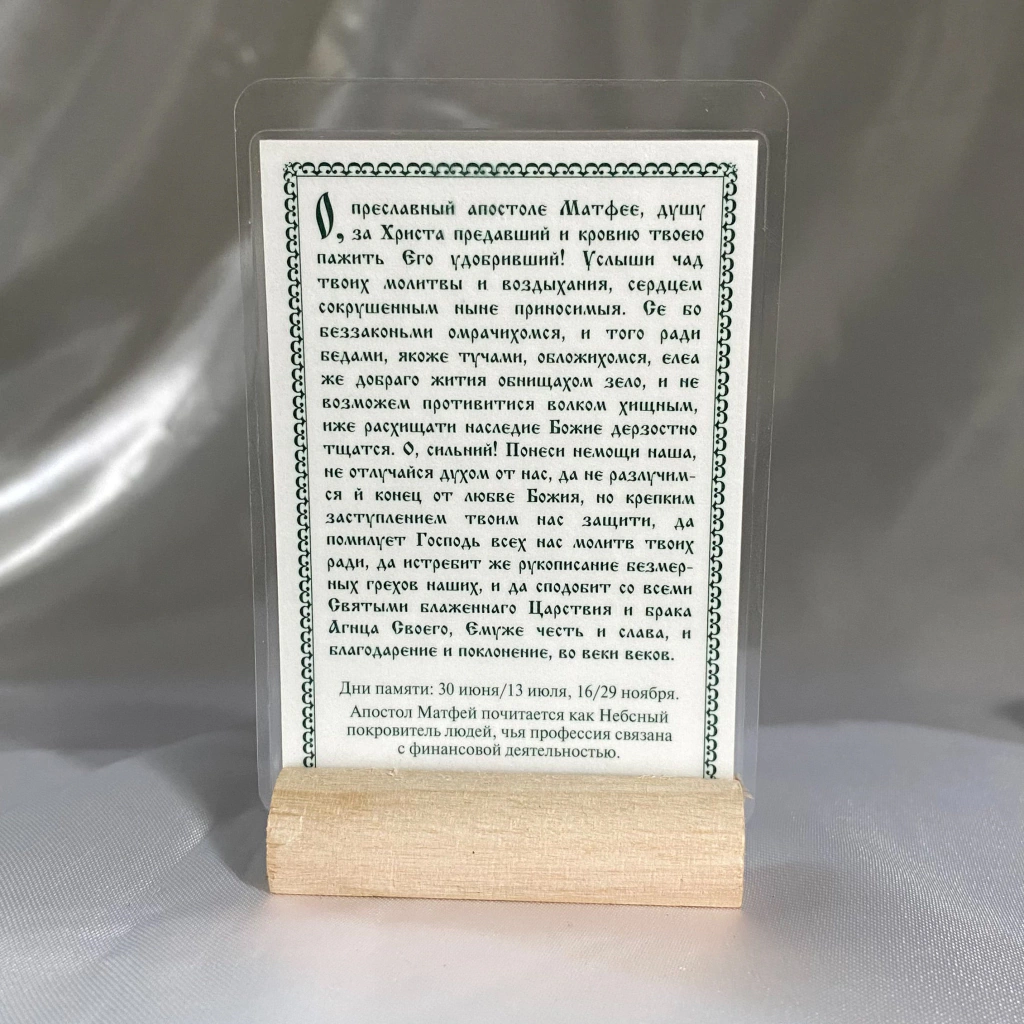 О, преславный апостоле Матфее, душу
за Христа предавший и кровию твоею
пажить Его удобривший! Услыши чад
твоих молитвы и воздыхания, сердцем
сокрушенным ныне приносимыя. Се бо
беззаконьми омрачихомся, и того ради
бедами, якоже тучами, обложихомся, елеа
же добраго жития обнищахом зело, и не
возможем противитися волком хищным,
иже расхищати наследие Божие дерзостно
тщатся. О, сильний! Понеси немощи наша,
не отлучайся духом от нас, да не разлучим-
ся й конец от любве Божия, но крепким
заступлением твоим нас защити, да
помилует Господь всех нас молитв твоих
ради, да истребит же рукописание безмер-
ных грехов наших, и да сподобит со всеми
Святыми блаженнаго Царствия и брака
Агнца Своего, Емуже честь и слава, и
благодарение и поклонение, во веки веков.
Дни памяти: 30 июня/13 июля, 16/29 ноября.
Апостол Матфей почитается как Небсный
покровитель людей, чья профессия связана
с финансовой деятельностью.